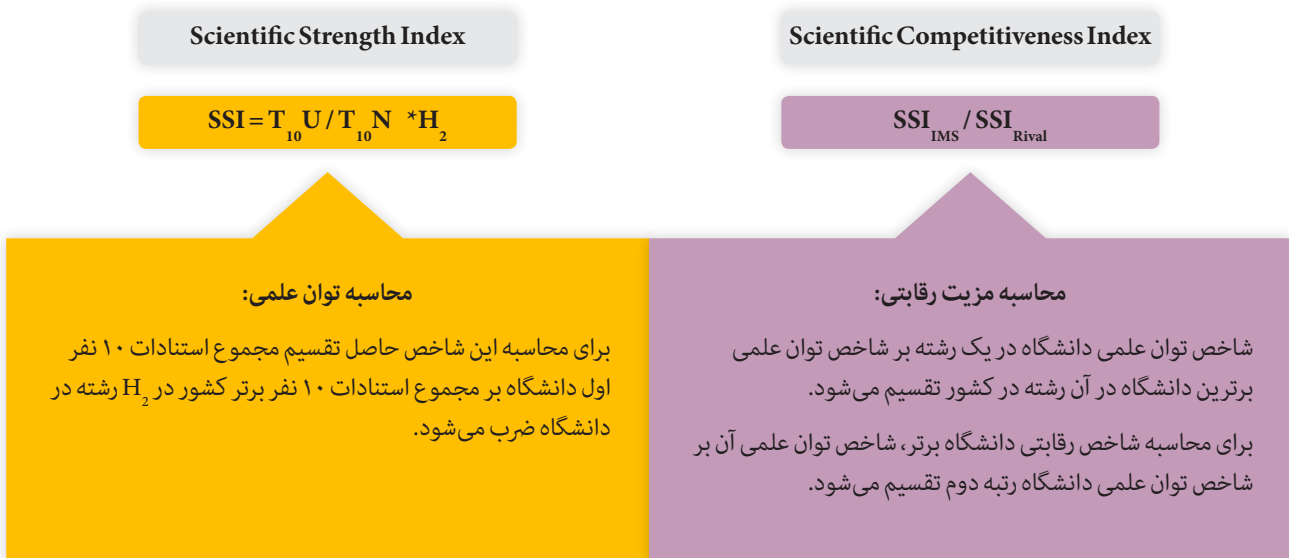 Scientific Strength Index
SSI = T₁₀U / T₁₀N *H₂
محاسبه توان علمی:
برای محاسبه این شاخص حاصل تقسیم مجموع استنادات ۱۰ نفر
اول دانشگاه بر مجموع استنادات ۱۰ نفر برتر کشور در H₂ رشته در
دانشگاه ضرب می‌شود.
Scientific Competitiveness Index
SSI_IMS / SSI_Rival
محاسبه مزیت رقابتی:
شاخص توان علمی دانشگاه در یک رشته بر شاخص توان علمی
برترین دانشگاه در آن رشته در کشور تقسیم می‌شود.
برای محاسبه شاخص رقابتی دانشگاه برتر، شاخص توان علمی آن بر
شاخص توان علمی دانشگاه رتبه دوم تقسیم می‌شود.